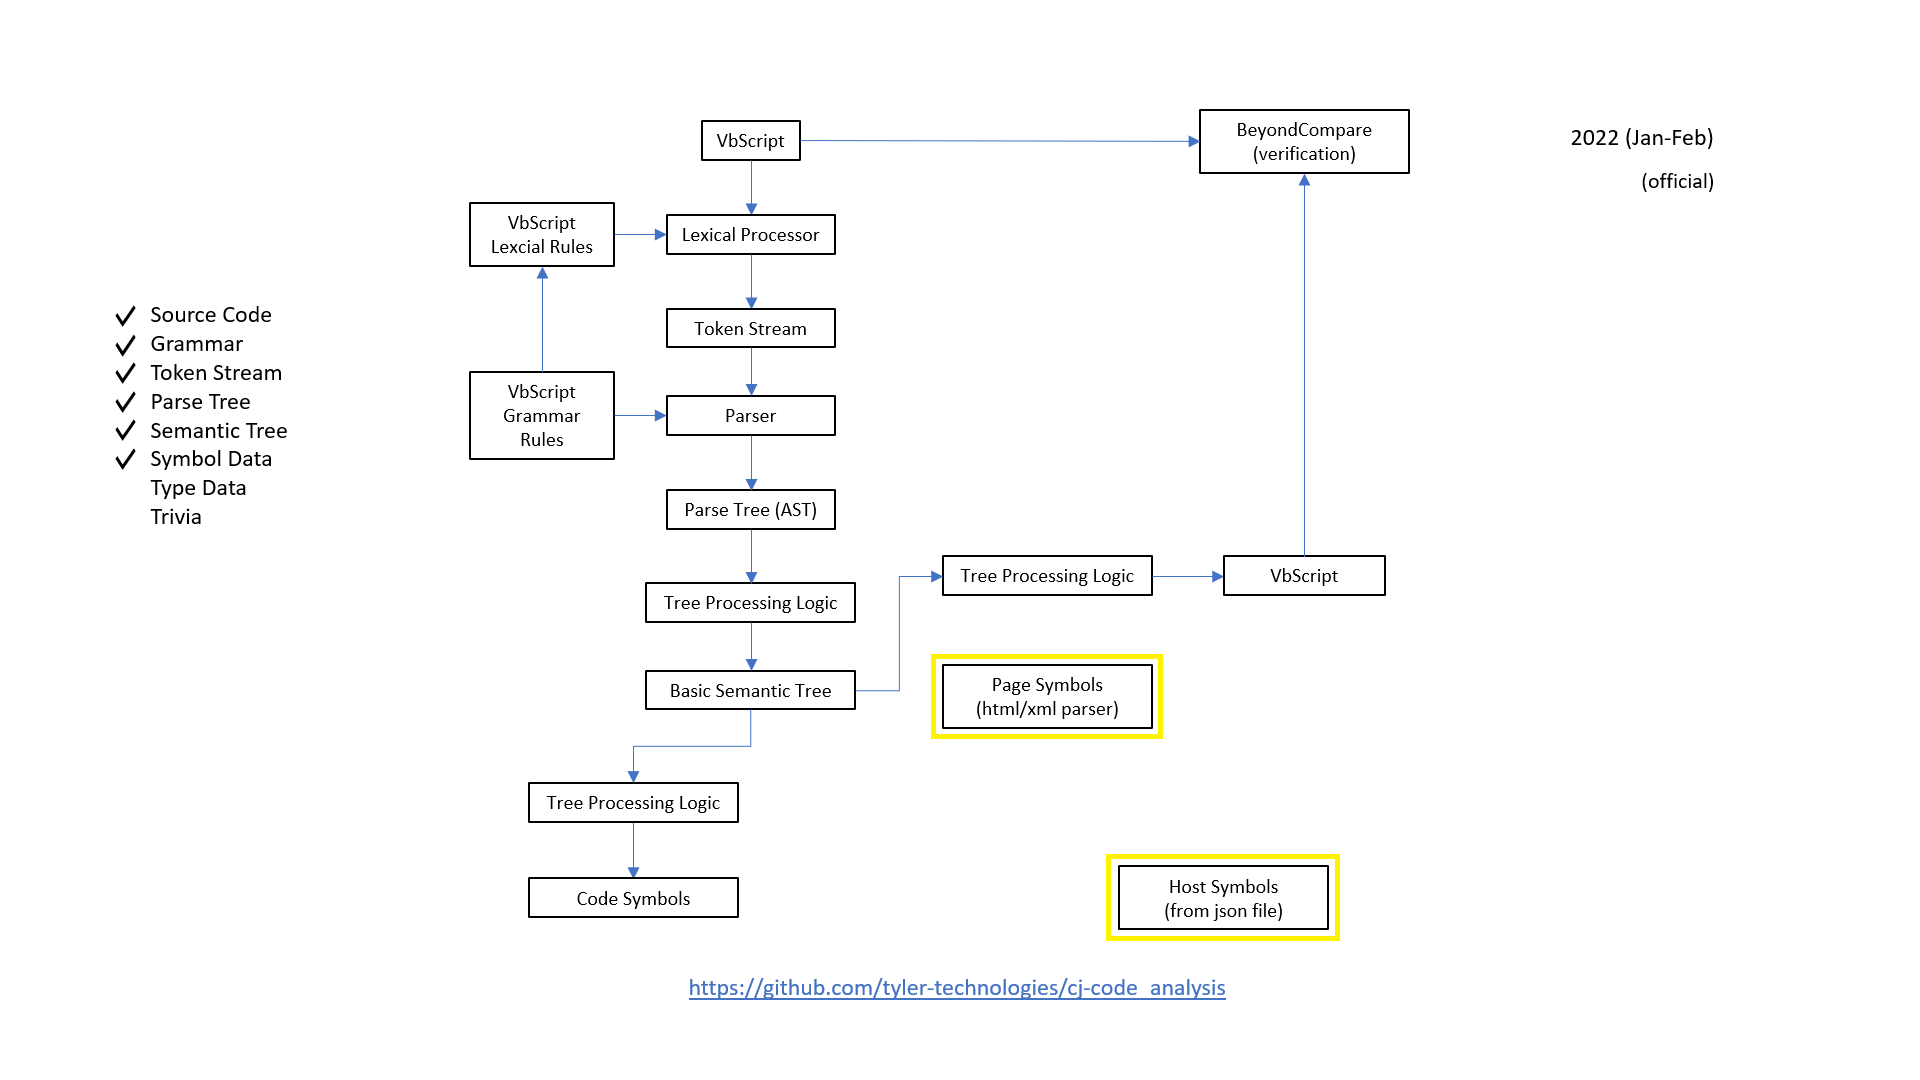 VbScript
BeyondCompare
(verification)
2022 (Jan-Feb)
(official)
VbScript
Lexcial Rules
Lexical Processor
Source Code
Grammar
Token Stream
Parse Tree
Semantic Tree
Symbol Data
Type Data
Trivia
Token Stream
VbScript
Grammar
Rules
Parser
Parse Tree (AST)
Tree Processing Logic
Tree Processing Logic
VbScript
Basic Semantic Tree
Page Symbols
(html/xml parser)
Tree Processing Logic
Code Symbols
Host Symbols
(from json file)
https://github.com/tyler-technologies/cj-code_analysis